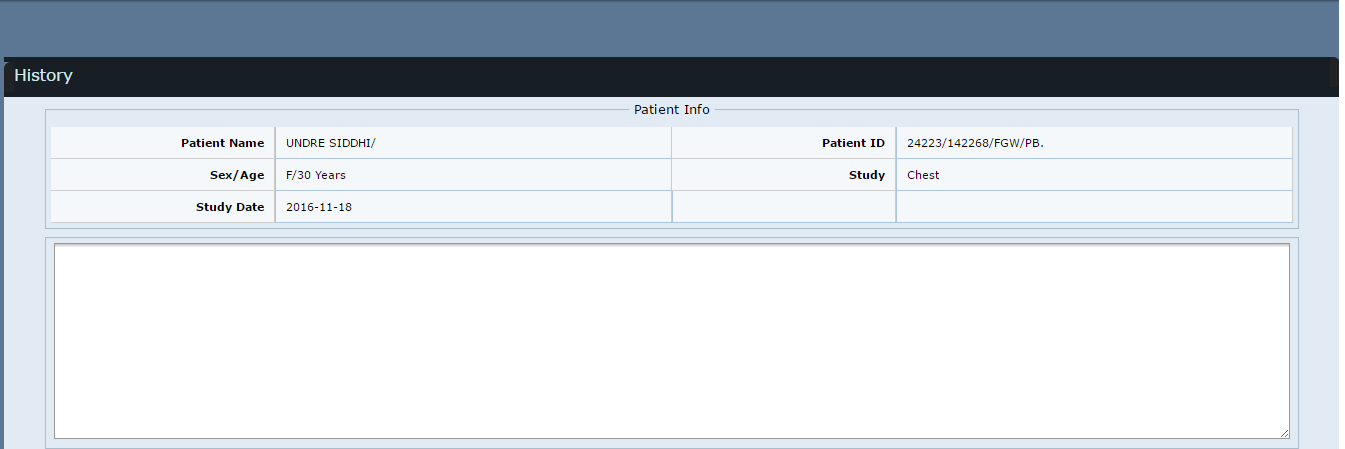 History
Patient Info
Patient Name UNDRE SIDDHI/ Patient ID 24223/142268/FGW/PB.
Sex/Age F/30 Years Study Chest
Study Date 2016-11-18